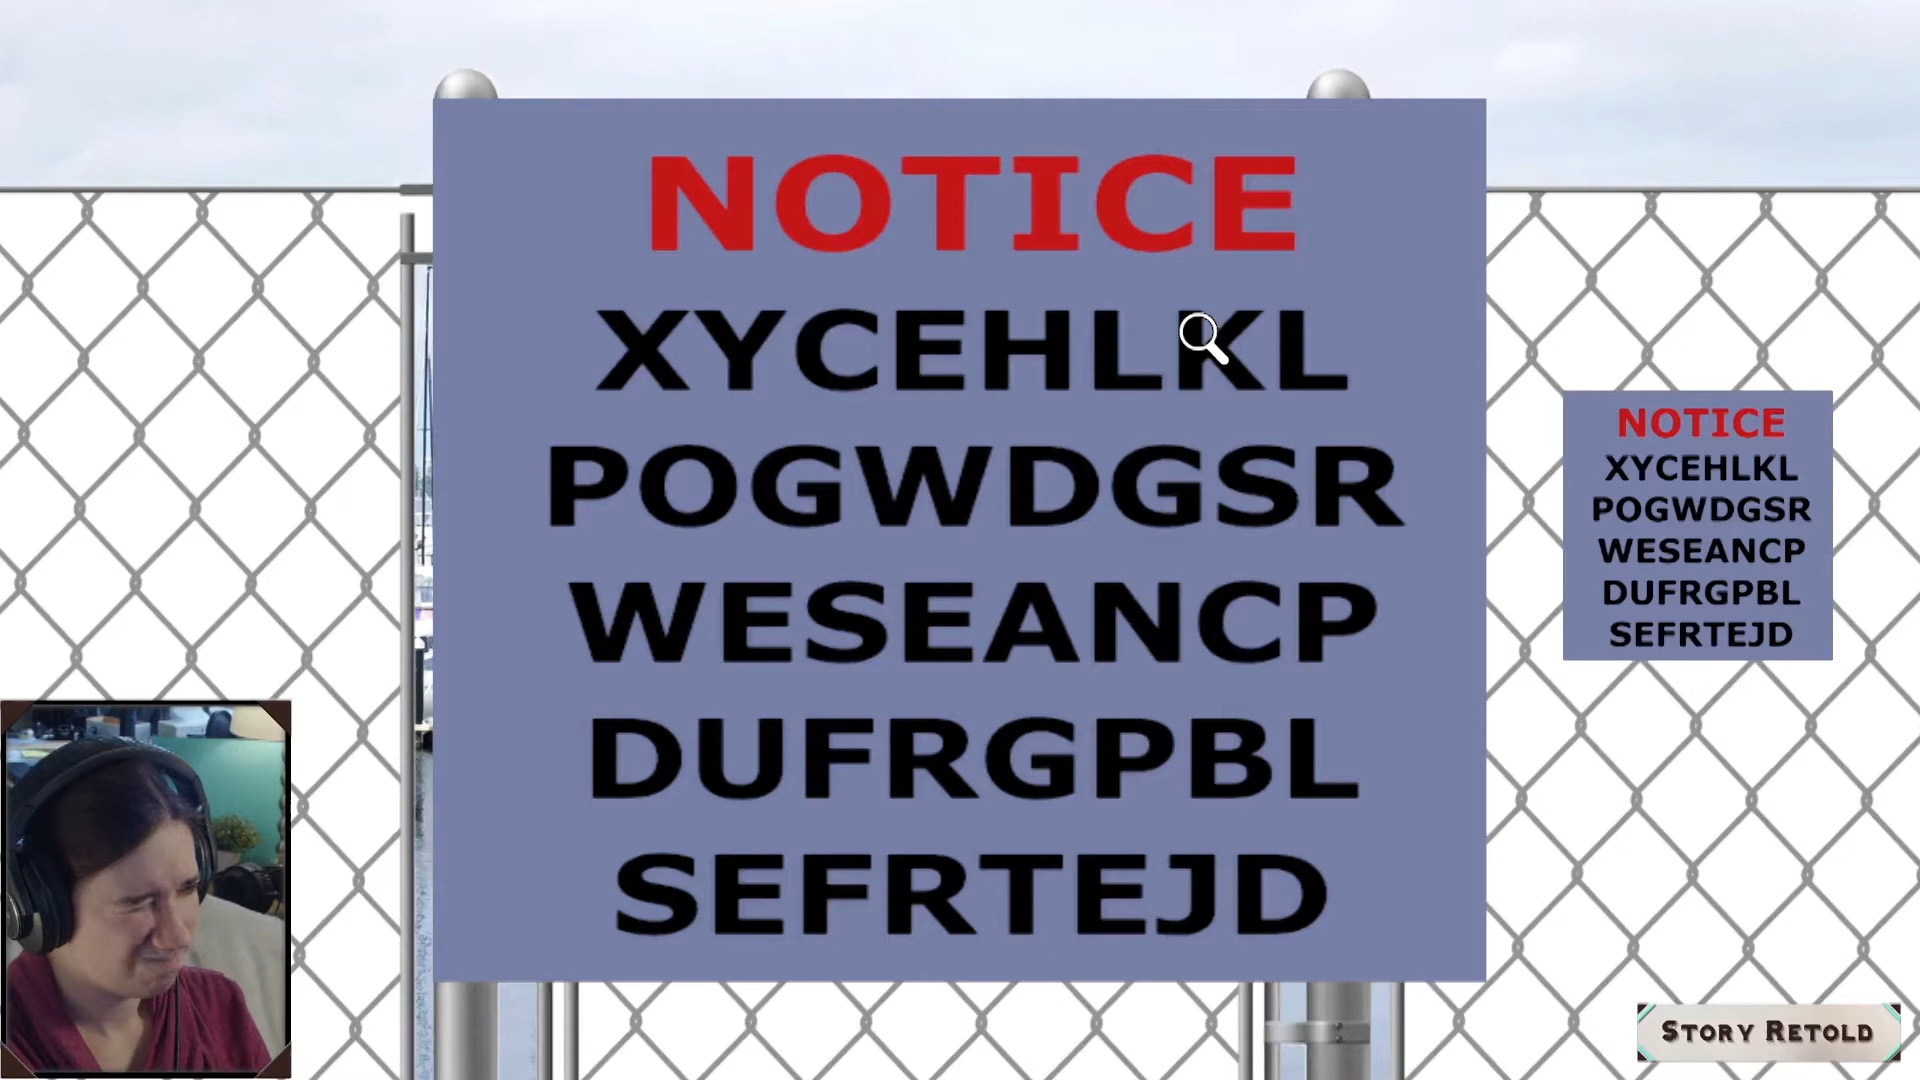 NOTICE
XYCEHLKL
POGWDGSR
WESEANCP
DUFRGPBL
SEFRTEJD
NOTICE
XYCEHLKL
POGWDGSR
WESEANCP
DUFRGPBL
SEFRTEJD
STORY RETOLD